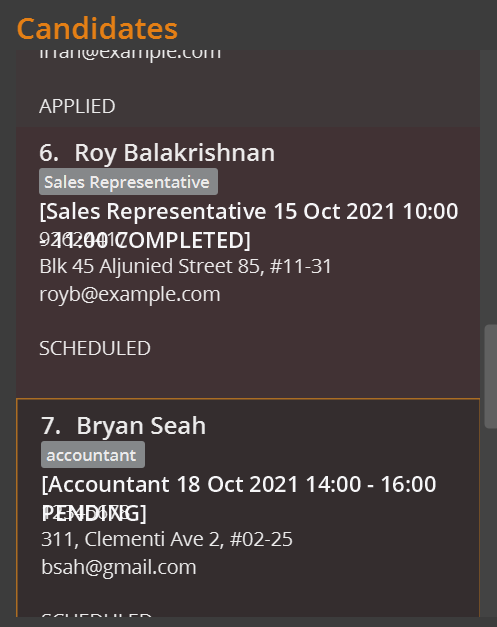 Candidates
irfan@example.com
APPLIED
6. Roy Balakrishnan
Sales Representative
[Sales Representative 15 Oct 2021 10:00
- 11:00 COMPLETED]
92624417
Blk 45 Aljunied Street 85, #11-31
royb@example.com
SCHEDULED
7. Bryan Seah
accountant
[Accountant 18 Oct 2021 14:00 - 16:00
PENDING]
12345678
311, Clementi Ave 2, #02-25
bsah@gmail.com
SCHEDULED